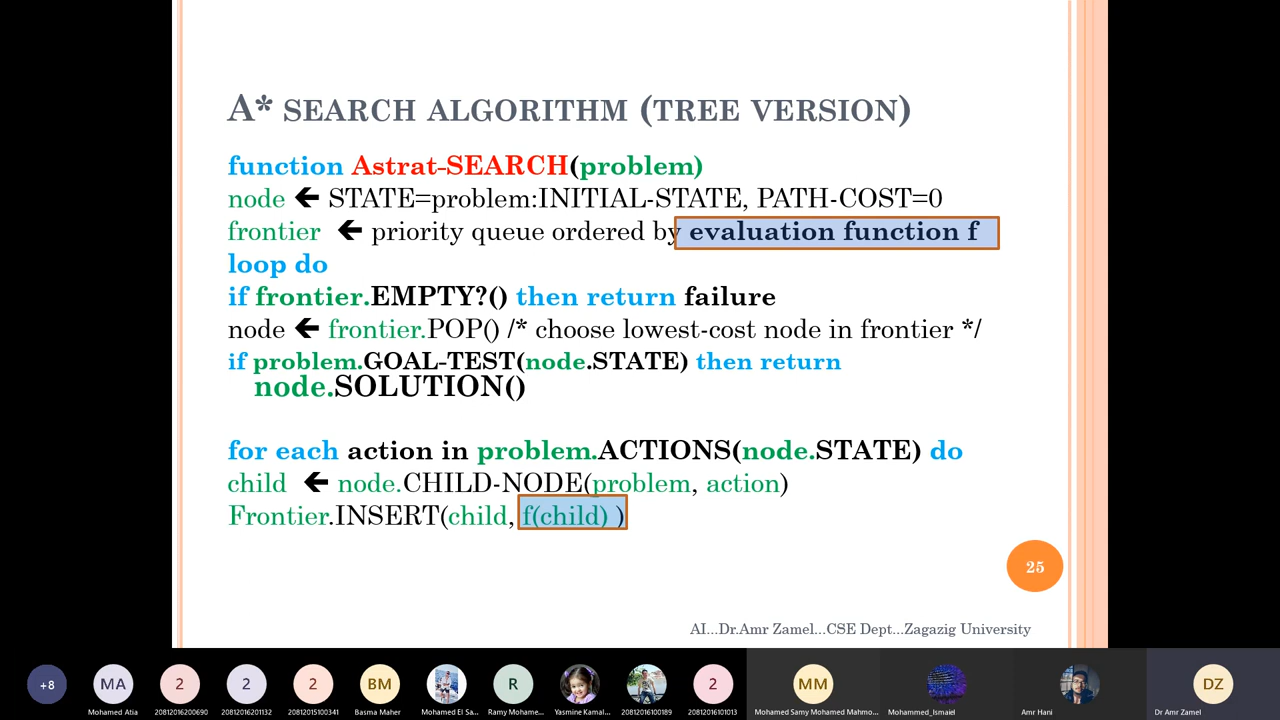 A* SEARCH ALGORITHM (TREE VERSION)
function Astrat-SEARCH(problem)
node 🡸 STATE=problem:INITIAL-STATE, PATH-COST=0
frontier 🡸 priority queue ordered by evaluation function f
loop do
if frontier.EMPTY?() then return failure
node 🡸 frontier.POP() /* choose lowest-cost node in frontier */
if problem.GOAL-TEST(node.STATE) then return
node.SOLUTION()
for each action in problem.ACTIONS(node.STATE) do
child 🡸 node.CHILD-NODE(problem, action)
Frontier.INSERT(child, f(child) )
25
AI...Dr.Amr Zamel...CSE Dept...Zagazig University
+8 MA 2 2 2 BM R 2 MM DZ
Mohamed Atia 20812016200690 20812016201132 20812015100341 Basma Maher Mohamed El Sa... Ramy Mohame... Yasmine Kamal... 20812016100189 20812016101013 Mohamed Samy Mohamed Mahmo... Mohammed_Ismaiel Amr Hani Dr Amr Zamel